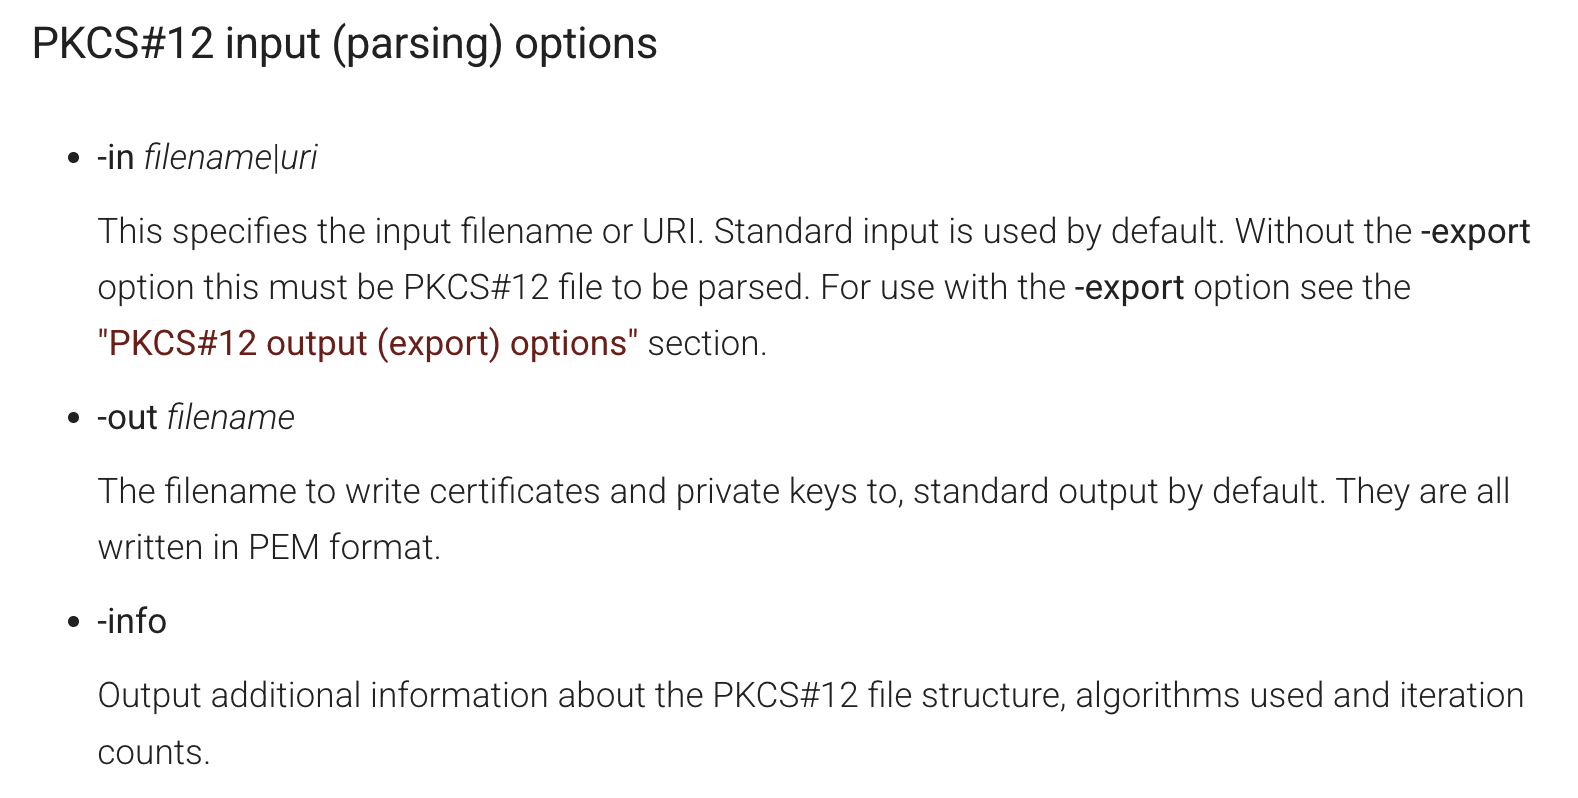 PKCS#12 input (parsing) options
• -in filename|uri
This specifies the input filename or URI. Standard input is used by default. Without the -export
option this must be PKCS#12 file to be parsed. For use with the -export option see the
"PKCS#12 output (export) options" section.
• -out filename
The filename to write certificates and private keys to, standard output by default. They are all
written in PEM format.
• -info
Output additional information about the PKCS#12 file structure, algorithms used and iteration
counts.